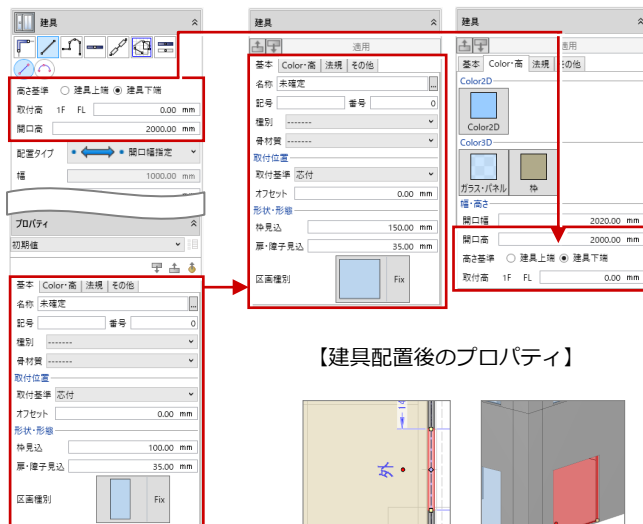 建具
高さ基準 建具上端 建具下端
取付高 1F FL 0.00 mm
開口高 2000.00 mm
配置タイプ 開口幅指定
幅 1000.00 mm
プロパティ
初期値
基本 Color・高 法規 その他
名称 未確定 ...
記号 番号 0
種別 -------
骨材質 -------
取付位置
取付基準 芯付
オフセット 0.00 mm
形状・形態
枠見込 100.00 mm
扉・障子見込 35.00 mm
区画種別 Fix
建具
適用
基本 Color・高 法規 その他
名称 未確定 ...
記号 番号 0
種別 -------
骨材質 -------
取付位置
取付基準 芯付
オフセット 0.00 mm
形状・形態
枠見込 150.00 mm
扉・障子見込 35.00 mm
区画種別 Fix
建具
適用
基本 Color・高 法規 その他
Color2D
Color2D
Color3D
ガラス・パネル 枠
幅・高さ
開口幅 2020.00 mm
開口高 2000.00 mm
高さ基準 建具上端 建具下端
取付高 1F FL 0.00 mm
【建具配置後のプロパティ】
外